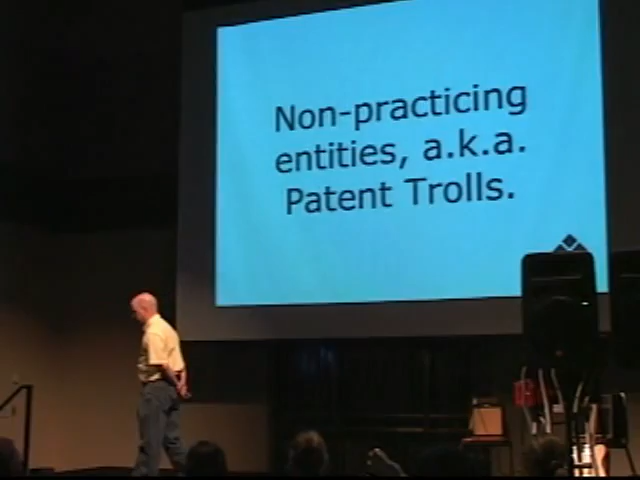 Non-practicing
entities, a.k.a.
Patent Trolls.